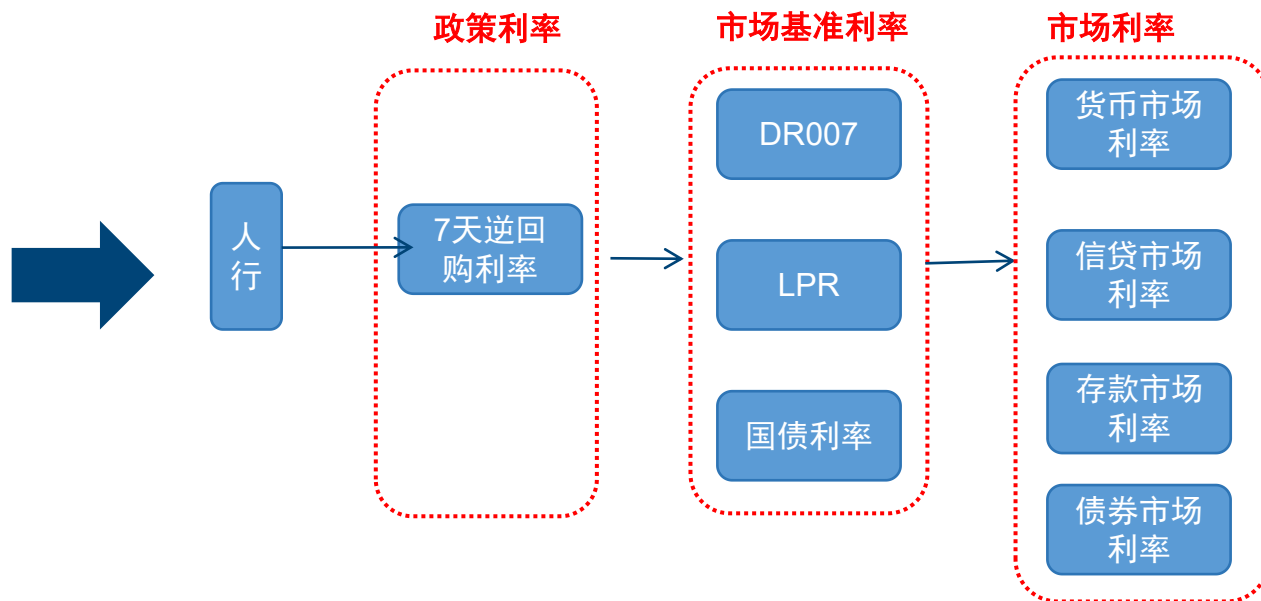 政策利率
市场基准利率
市场利率
人
行
7天逆回
购利率
DR007
LPR
国债利率
货币市场
利率
信贷市场
利率
存款市场
利率
债券市场
利率